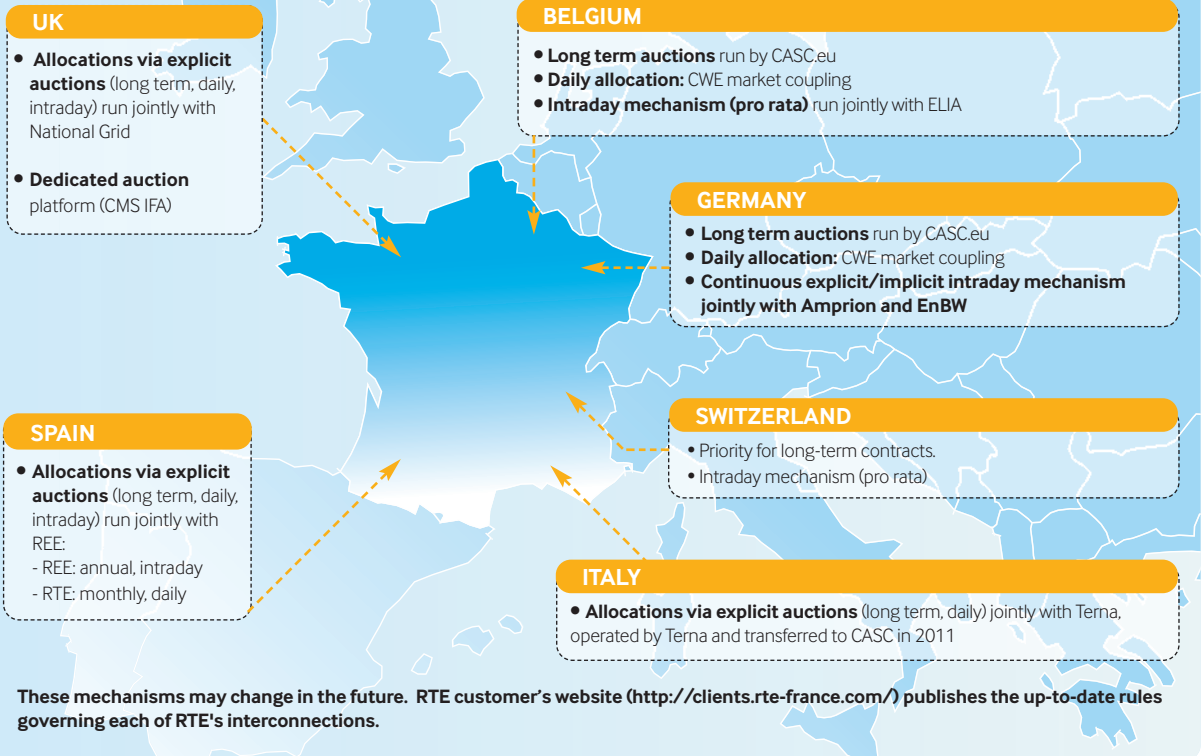 UK
• Allocations via explicit
auctions (long term, daily,
intraday) run jointly with
National Grid
• Dedicated auction
platform (CMS IFA)
BELGIUM
• Long term auctions run by CASC.eu
• Daily allocation: CWE market coupling
• Intraday mechanism (pro rata) run jointly with ELIA
GERMANY
• Long term auctions run by CASC.eu
• Daily allocation: CWE market coupling
• Continuous explicit/implicit intraday mechanism
jointly with Amprion and EnBW
SWITZERLAND
• Priority for long-term contracts.
• Intraday mechanism (pro rata)
SPAIN
• Allocations via explicit
auctions (long term, daily,
intraday) run jointly with
REE:
- REE: annual, intraday
- RTE: monthly, daily
ITALY
• Allocations via explicit auctions (long term, daily) jointly with Terna,
operated by Terna and transferred to CASC in 2011
These mechanisms may change in the future. RTE customer's website (http://clients.rte-france.com/) publishes the up-to-date rules
governing each of RTE's interconnections.